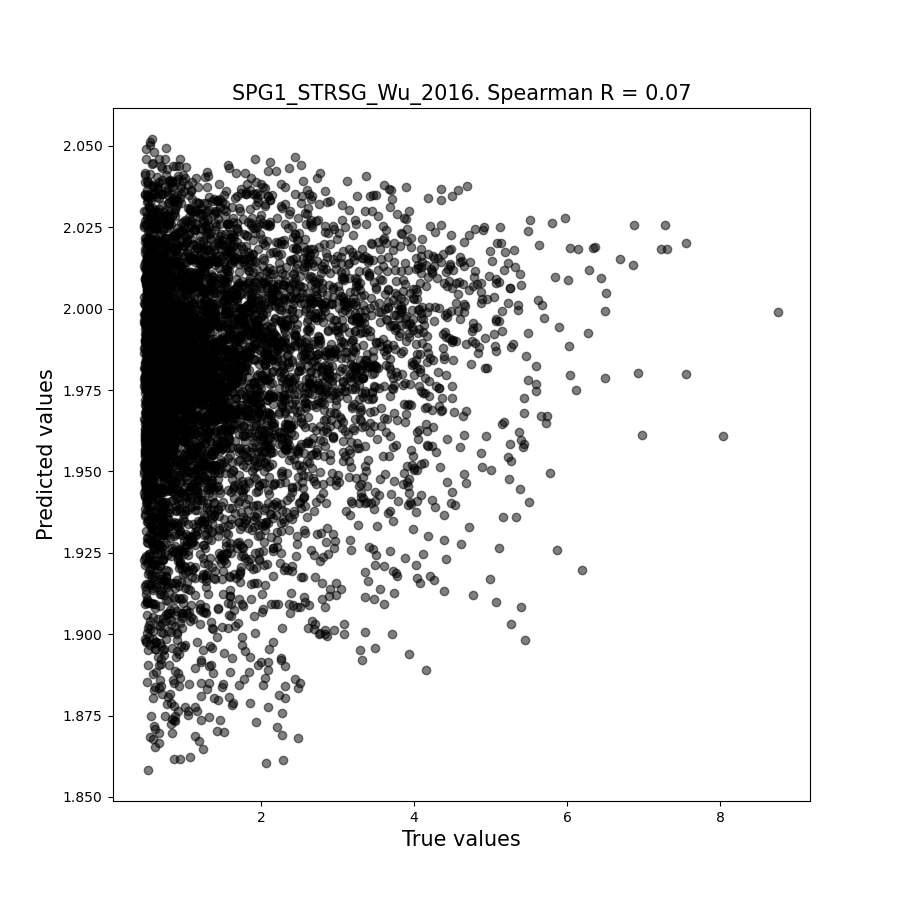 SPG1_STRSG_Wu_2016. Spearman R = 0.07
2.050
2.025
2.000
1.975
1.950
1.925
1.900
1.875
1.850
Predicted values
2 4 6 8
True values